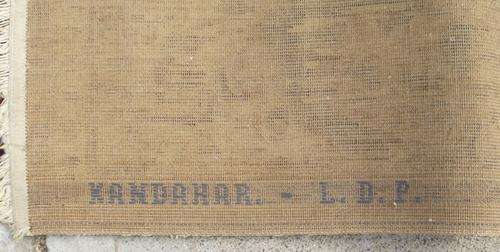 KANDAHAR. - L. D. P.